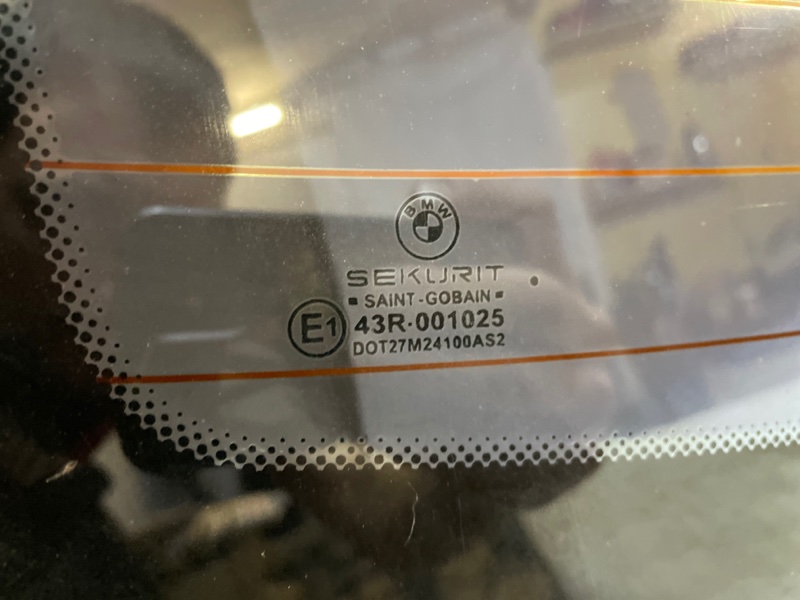 BMW
SEKURIT
▪ SAINT-GOBAIN ▪
E1 43R-001025
DOT27M24100AS2